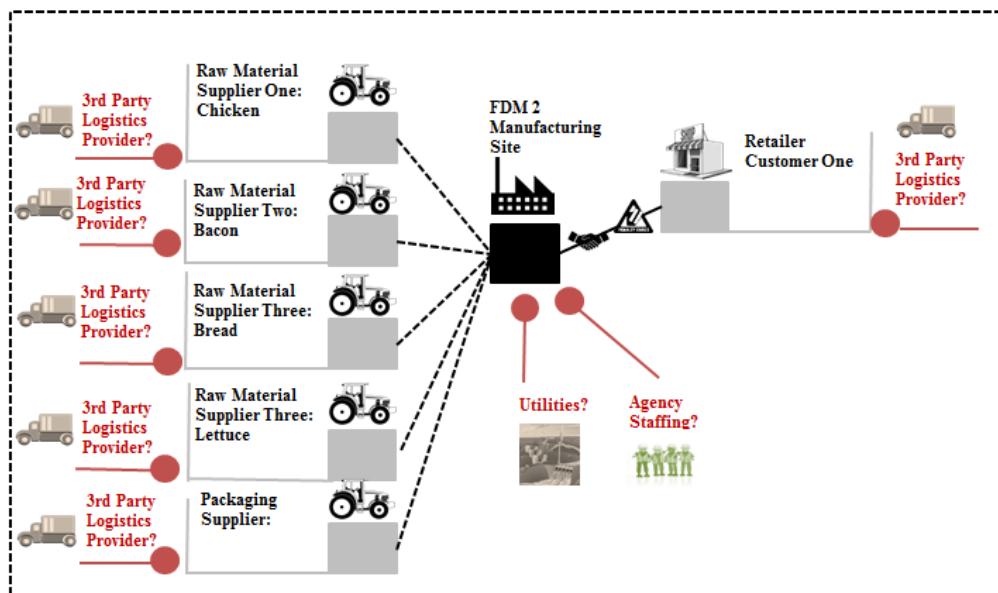 Raw Material
Supplier One:
Chicken
3rd Party
Logistics
Provider?
Raw Material
Supplier Two:
Bacon
3rd Party
Logistics
Provider?
Raw Material
Supplier Three:
Bread
3rd Party
Logistics
Provider?
Raw Material
Supplier Three:
Lettuce
3rd Party
Logistics
Provider?
Packaging
Supplier:
3rd Party
Logistics
Provider?
FDM 2
Manufacturing
Site
Retailer
Customer One
3rd Party
Logistics
Provider?
Utilities?
Agency
Staffing?